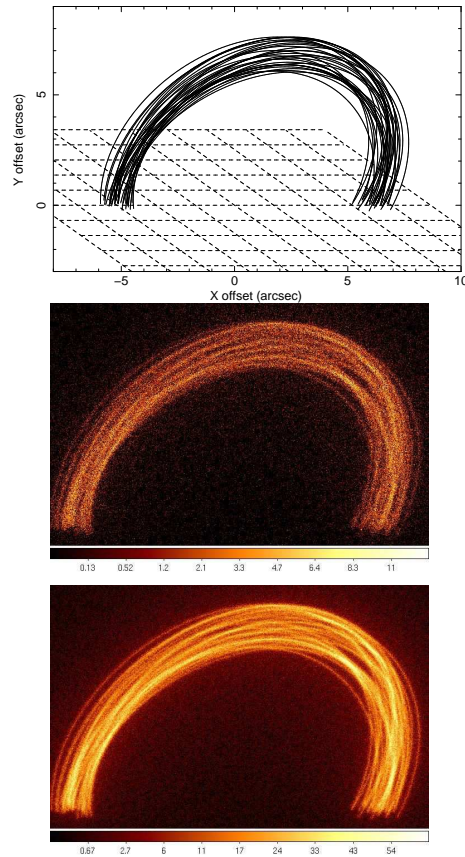 5
0
Y offset (arcsec)
−5 0 5 10
X offset (arcsec)
0.13 0.52 1.2 2.1 3.3 4.7 6.4 8.3 11
0.67 2.7 6 11 17 24 33 43 54